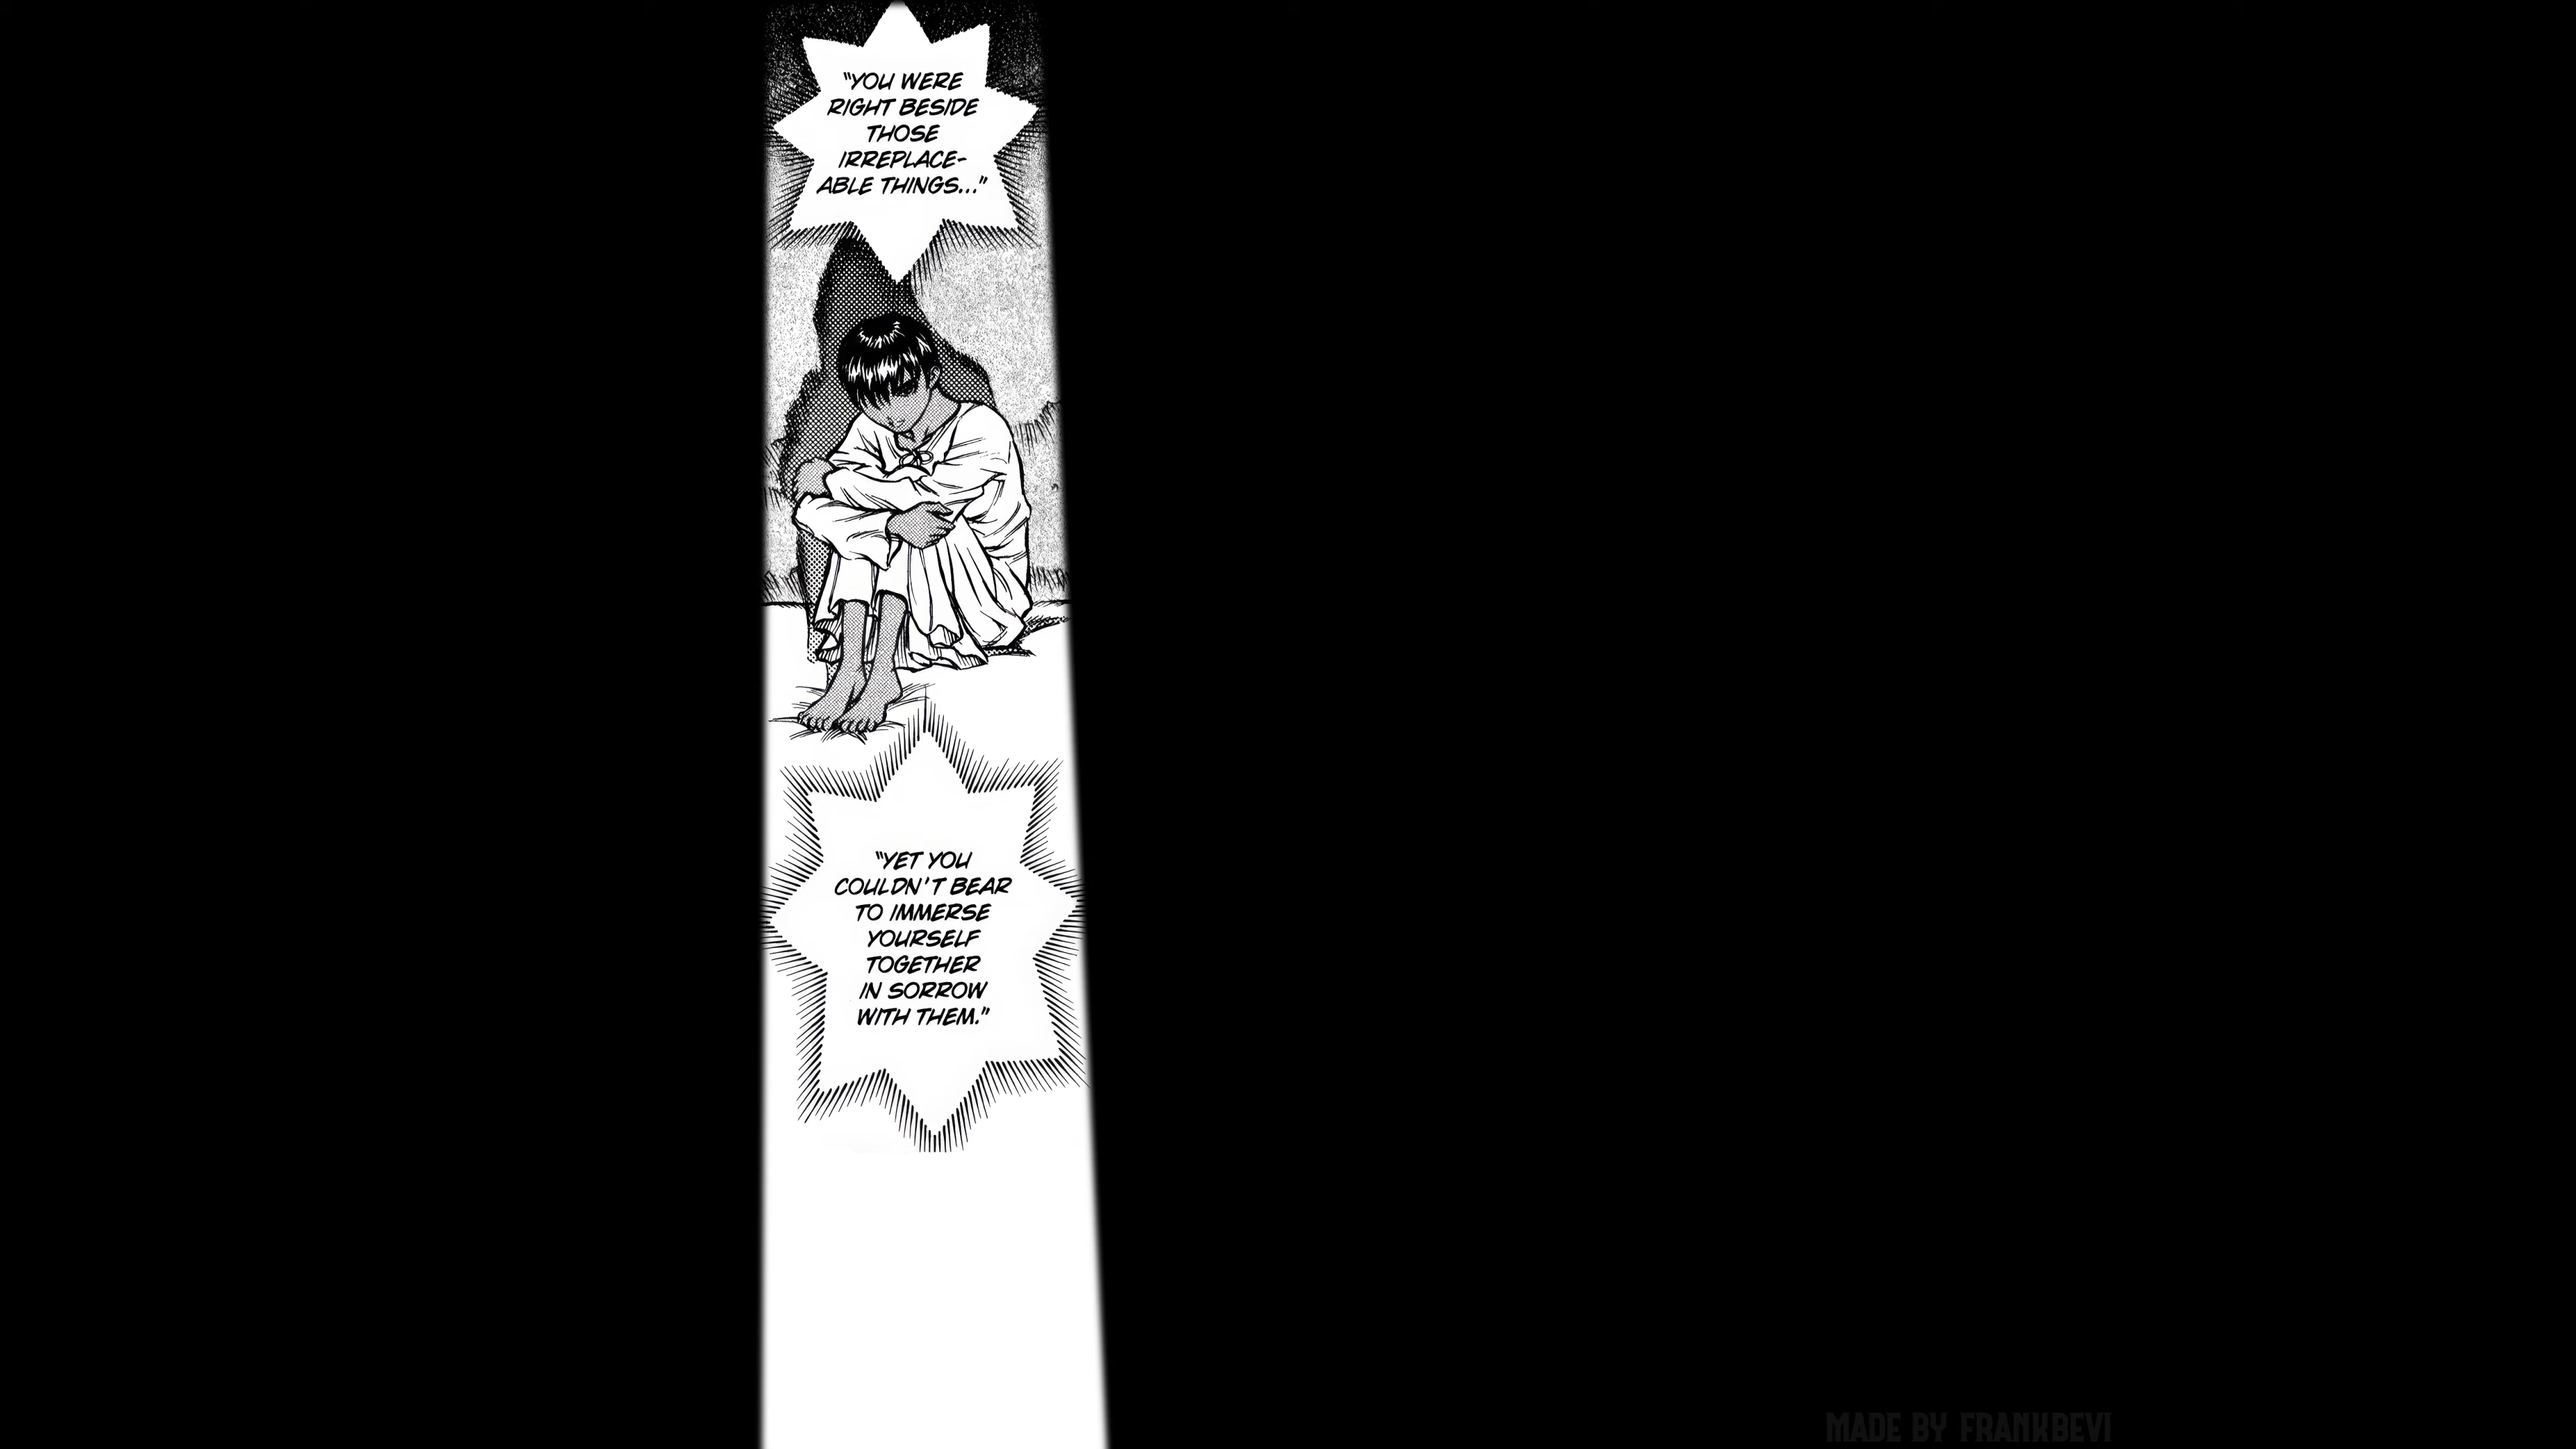 "YOU WERE
RIGHT BESIDE
THOSE
IRREPLACE-
ABLE THINGS..."
"YET YOU
COULDN'T BEAR
TO IMMERSE
YOURSELF
TOGETHER
IN SORROW
WITH THEM."
MADE BY FRANKBEVI